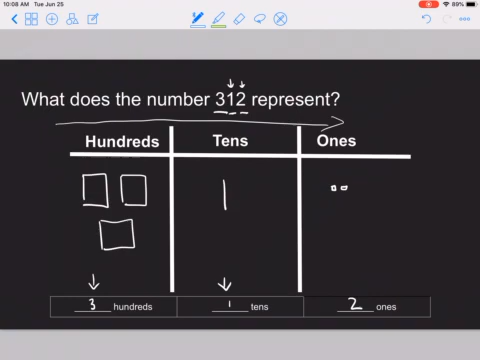 10:08 AM Tue Jun 25
89%
What does the number 312 represent?
Hundreds Tens Ones
3 hundreds 1 tens 2 ones